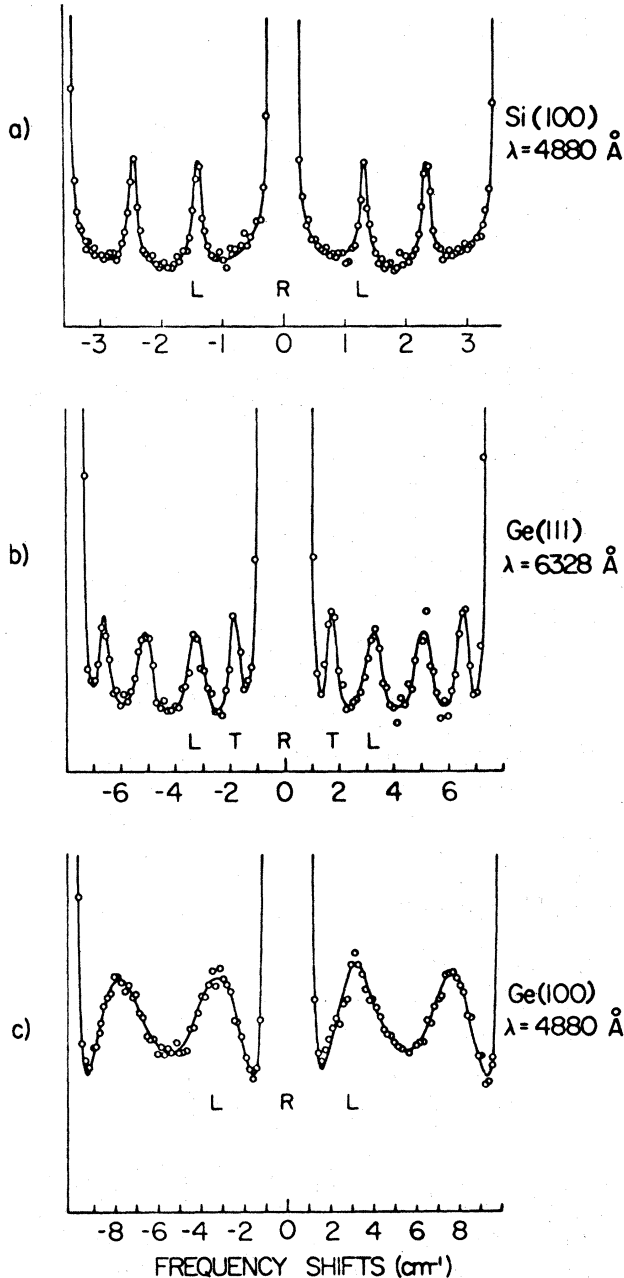 a)
Si (100)
λ = 4880 Å
L R L
-3 -2 -1 0 1 2 3
b)
Ge(111)
λ = 6328 Å
L T R T L
-6 -4 -2 0 2 4 6
c)
Ge(100)
λ = 4880 Å
L R L
-8 -6 -4 -2 0 2 4 6 8
FREQUENCY SHIFTS (cm⁻¹)